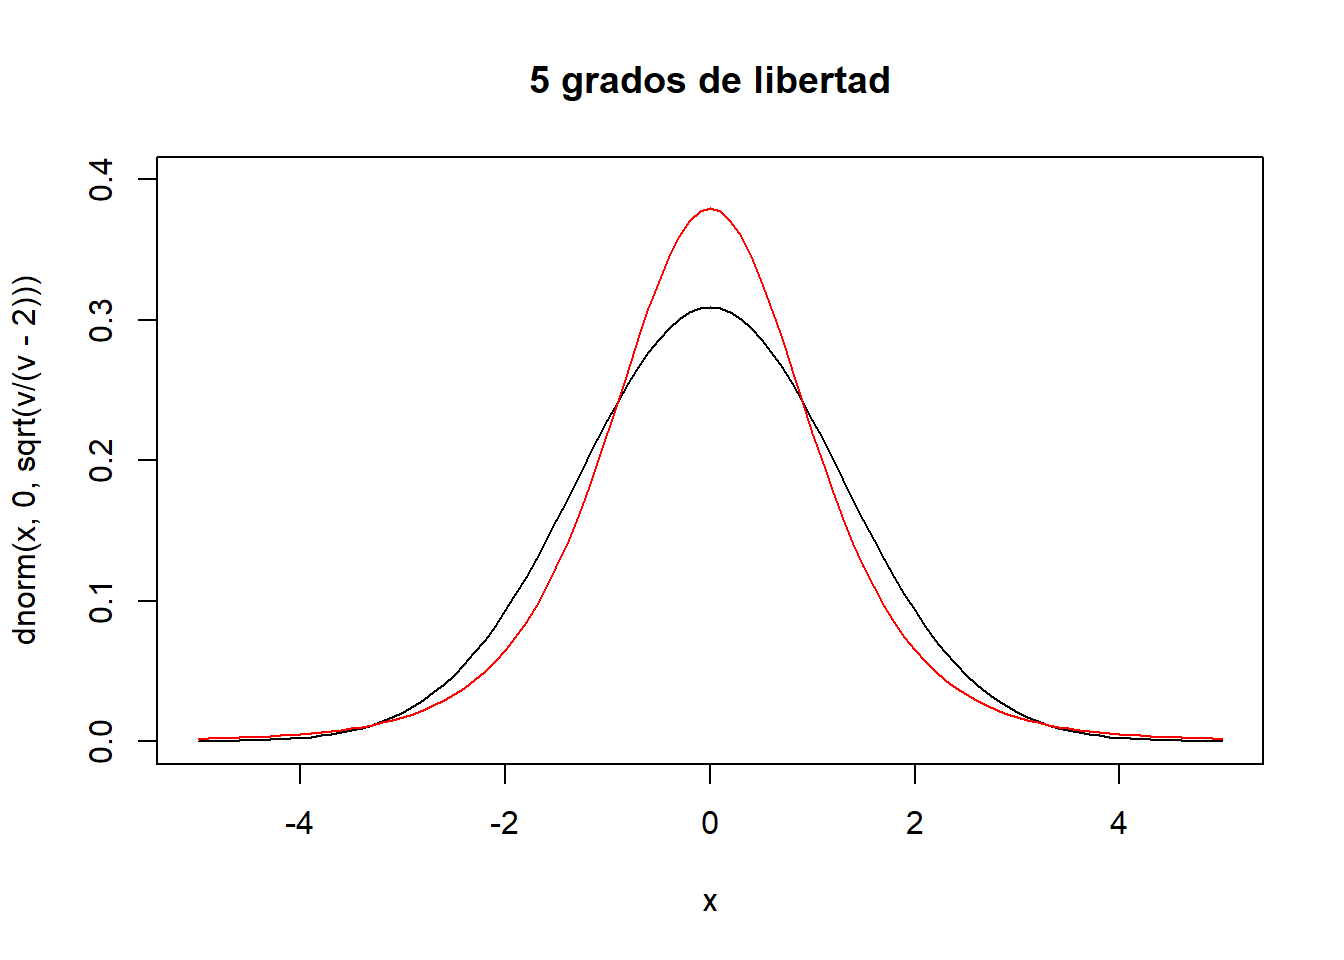 5 grados de libertad
dnorm(x, 0, sqrt(v/(v - 2)))
0.4
0.3
0.2
0.1
0.0
-4 -2 0 2 4
x